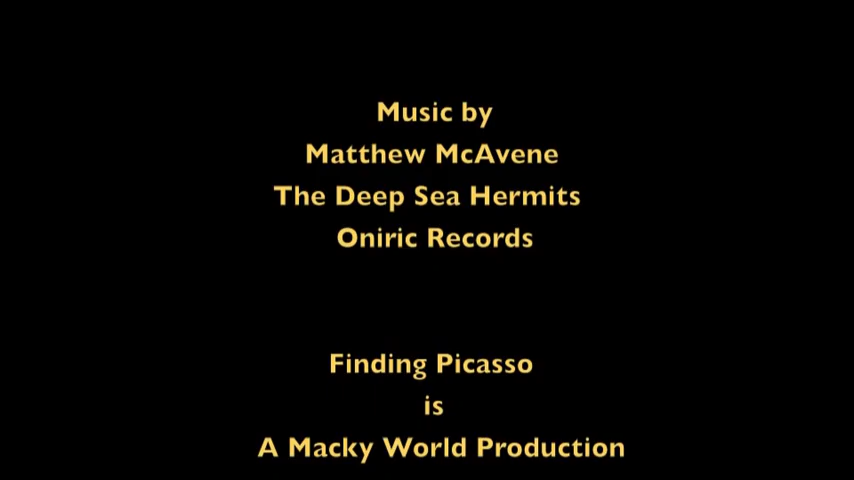 Music by
Matthew McAvene
The Deep Sea Hermits
Oniric Records
Finding Picasso
is
A Macky World Production